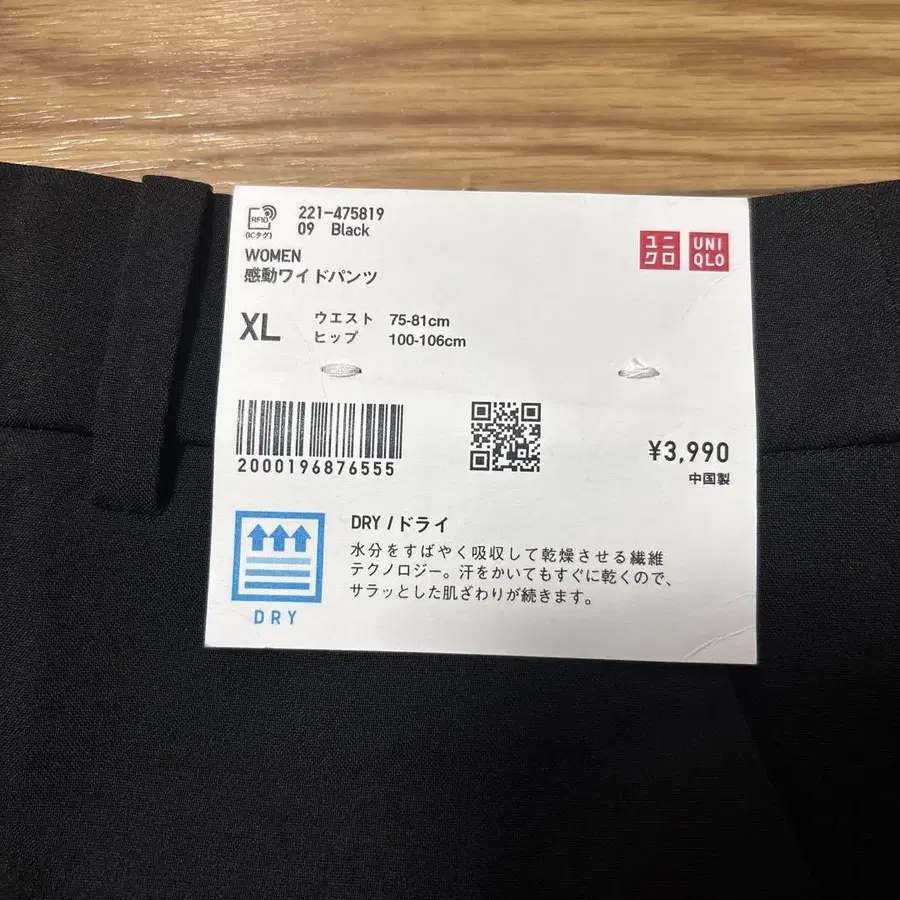 RFID
(ICタグ)
221-475819
09 Black
WOMEN
感動ワイドパンツ
ユニ
クロ
UNI
QLO
XL
ウエスト 75-81cm
ヒップ 100-106cm
2000196876555
¥3,990
中国製
DRY
DRY / ドライ
水分をすばやく吸収して乾燥させる繊維
テクノロジー。汗をかいてもすぐに乾くので、
サラッとした肌ざわりが続きます。